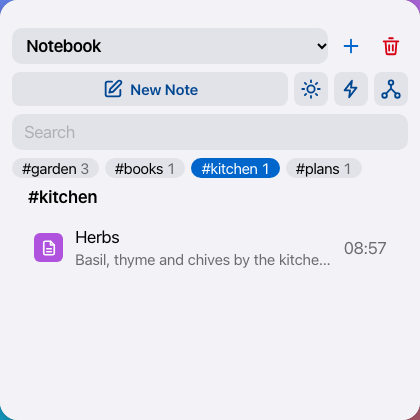 Notebook
New Note
Search
#garden 3 #books 1 #kitchen 1 #plans 1
#kitchen
Herbs
Basil, thyme and chives by the kitche... 08:57